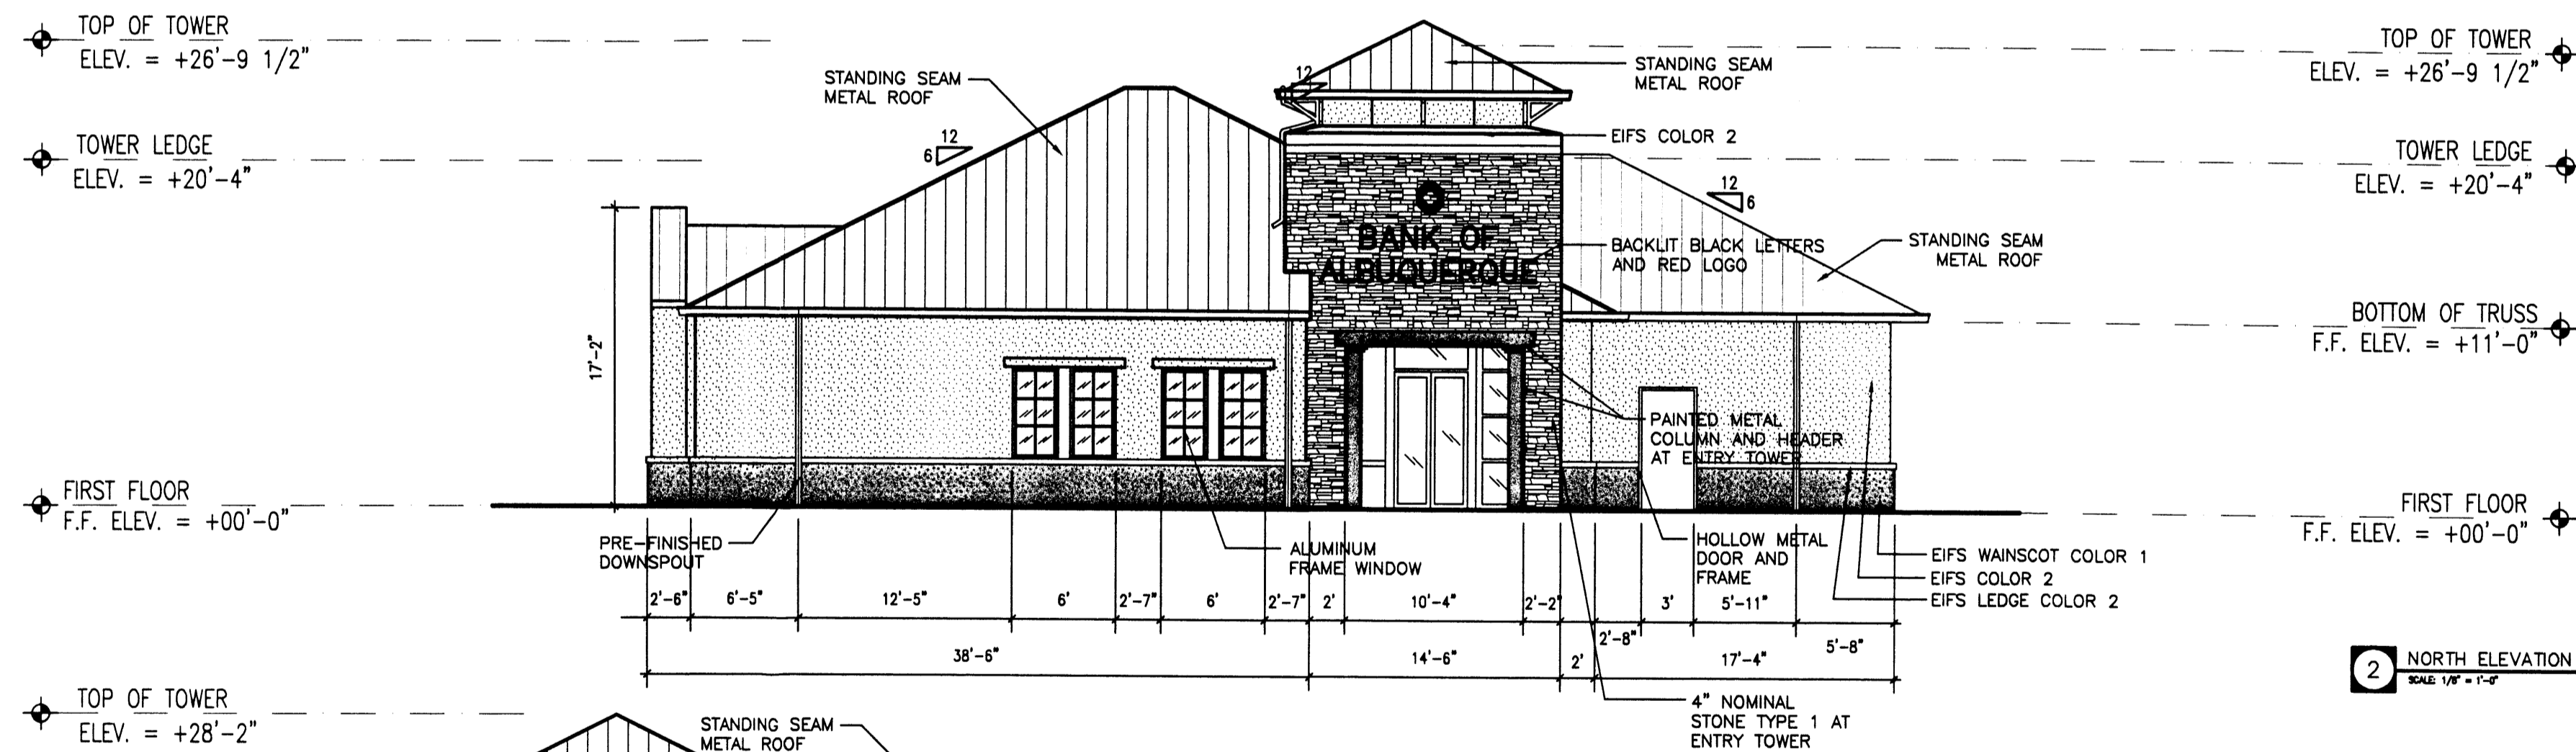 TOP OF TOWER
ELEV. = +26'-9 1/2"
TOWER LEDGE
ELEV. = +20'-4"
FIRST FLOOR
F.F. ELEV. = +00'-0"
TOP OF TOWER
ELEV. = +28'-2"
STANDING SEAM
METAL ROOF
12
6
17'-2"
12
STANDING SEAM
METAL ROOF
EIFS COLOR 2
BANK OF
ALBUQUERQUE
BACKLIT BLACK LETTERS
AND RED LOGO
12
6
STANDING SEAM
METAL ROOF
PAINTED METAL
COLUMN AND HEADER
AT ENTRY TOWER
PRE-FINISHED
DOWNSPOUT
ALUMINUM
FRAME WINDOW
HOLLOW METAL
DOOR AND
FRAME
EIFS WAINSCOT COLOR 1
EIFS COLOR 2
EIFS LEDGE COLOR 2
2'-6" 6'-5" 12'-5" 6' 2'-7" 6' 2'-7" 2' 10'-4" 2'-2" 3' 5'-11"
2'-8" 5'-8"
38'-6" 14'-6" 2' 17'-4"
4" NOMINAL
STONE TYPE 1 AT
ENTRY TOWER
STANDING SEAM
METAL ROOF
TOP OF TOWER
ELEV. = +26'-9 1/2"
TOWER LEDGE
ELEV. = +20'-4"
BOTTOM OF TRUSS
F.F. ELEV. = +11'-0"
FIRST FLOOR
F.F. ELEV. = +00'-0"
2 NORTH ELEVATION
SCALE: 1/8" = 1'-0"